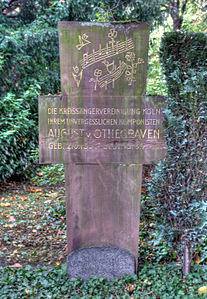 DIE KREISSÄNGERVEREINIGUNG KÖLN
IHREM UNVERGESSLICHEN KOMPONISTEN
AUGUST v OTHEGRAVEN
GEB.